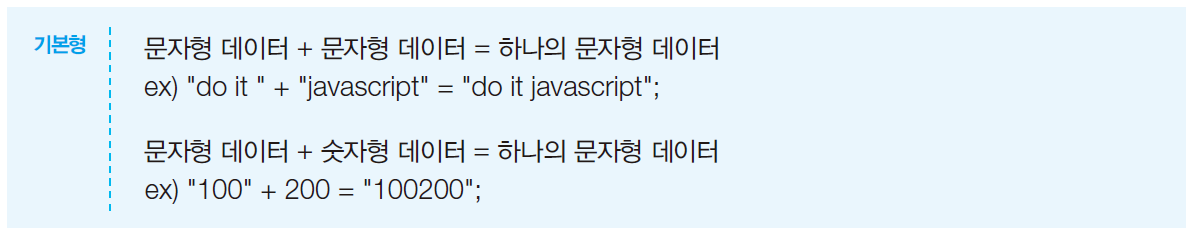 기본형
문자형 데이터 + 문자형 데이터 = 하나의 문자형 데이터
ex) "do it " + "javascript" = "do it javascript";
문자형 데이터 + 숫자형 데이터 = 하나의 문자형 데이터
ex) "100" + 200 = "100200";